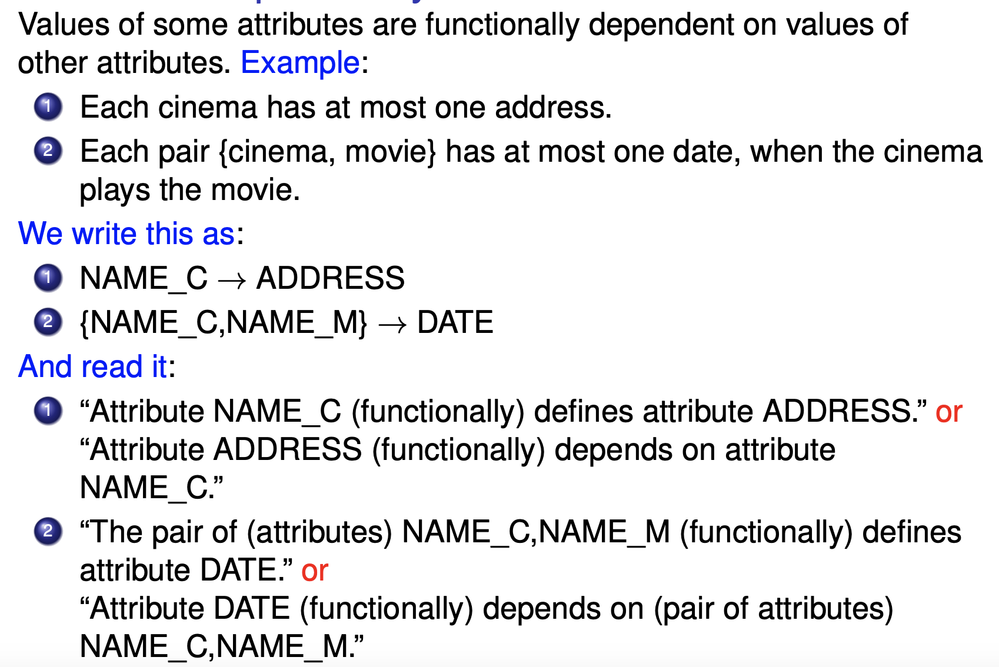 Values of some attributes are functionally dependent on values of
other attributes. Example:
1 Each cinema has at most one address.
2 Each pair {cinema, movie} has at most one date, when the cinema
plays the movie.
We write this as:
1 NAME_C → ADDRESS
2 {NAME_C,NAME_M} → DATE
And read it:
1 “Attribute NAME_C (functionally) defines attribute ADDRESS.” or
“Attribute ADDRESS (functionally) depends on attribute
NAME_C.”
2 “The pair of (attributes) NAME_C,NAME_M (functionally) defines
attribute DATE.” or
“Attribute DATE (functionally) depends on (pair of attributes)
NAME_C,NAME_M.”